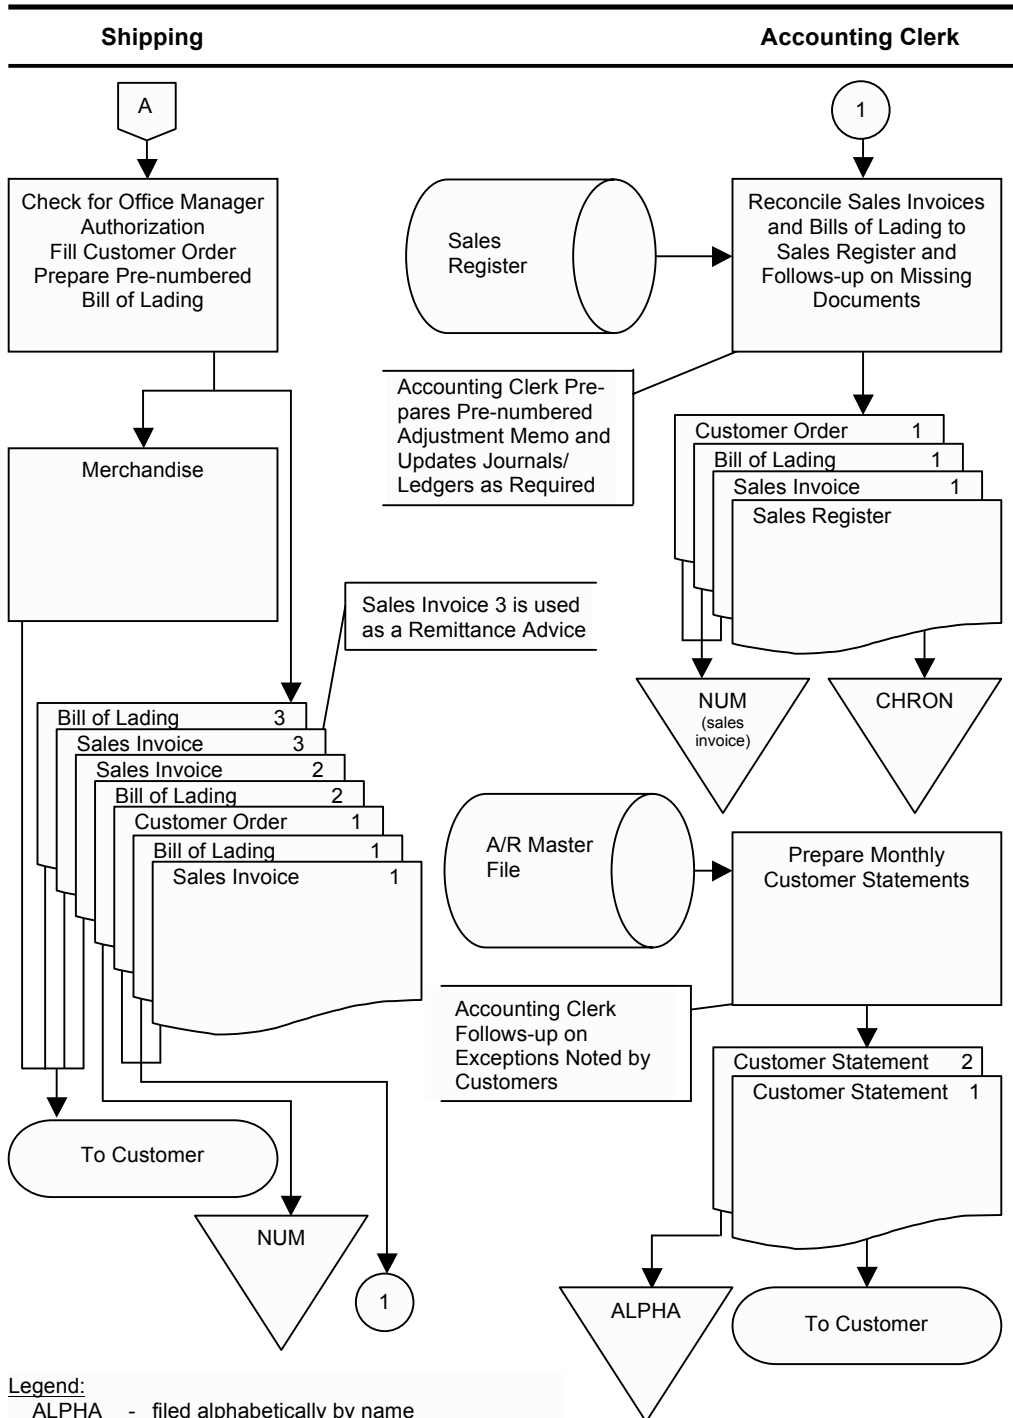 Shipping
Accounting Clerk
A
Check for Office Manager
Authorization
Fill Customer Order
Prepare Pre-numbered
Bill of Lading
Merchandise
Sales Invoice 3 is used
as a Remittance Advice
Bill of Lading 3
Sales Invoice 3
Sales Invoice 2
Bill of Lading 2
Customer Order 1
Bill of Lading 1
Sales Invoice 1
To Customer
NUM
1
1
Sales
Register
Reconcile Sales Invoices
and Bills of Lading to
Sales Register and
Follows-up on Missing
Documents
Accounting Clerk Pre-
pares Pre-numbered
Adjustment Memo and
Updates Journals/
Ledgers as Required
Customer Order 1
Bill of Lading 1
Sales Invoice 1
Sales Register
NUM
(sales
invoice)
CHRON
A/R Master
File
Prepare Monthly
Customer Statements
Accounting Clerk
Follows-up on
Exceptions Noted by
Customers
Customer Statement 2
Customer Statement 1
ALPHA
To Customer
Legend:
ALPHA - filed alphabetically by name